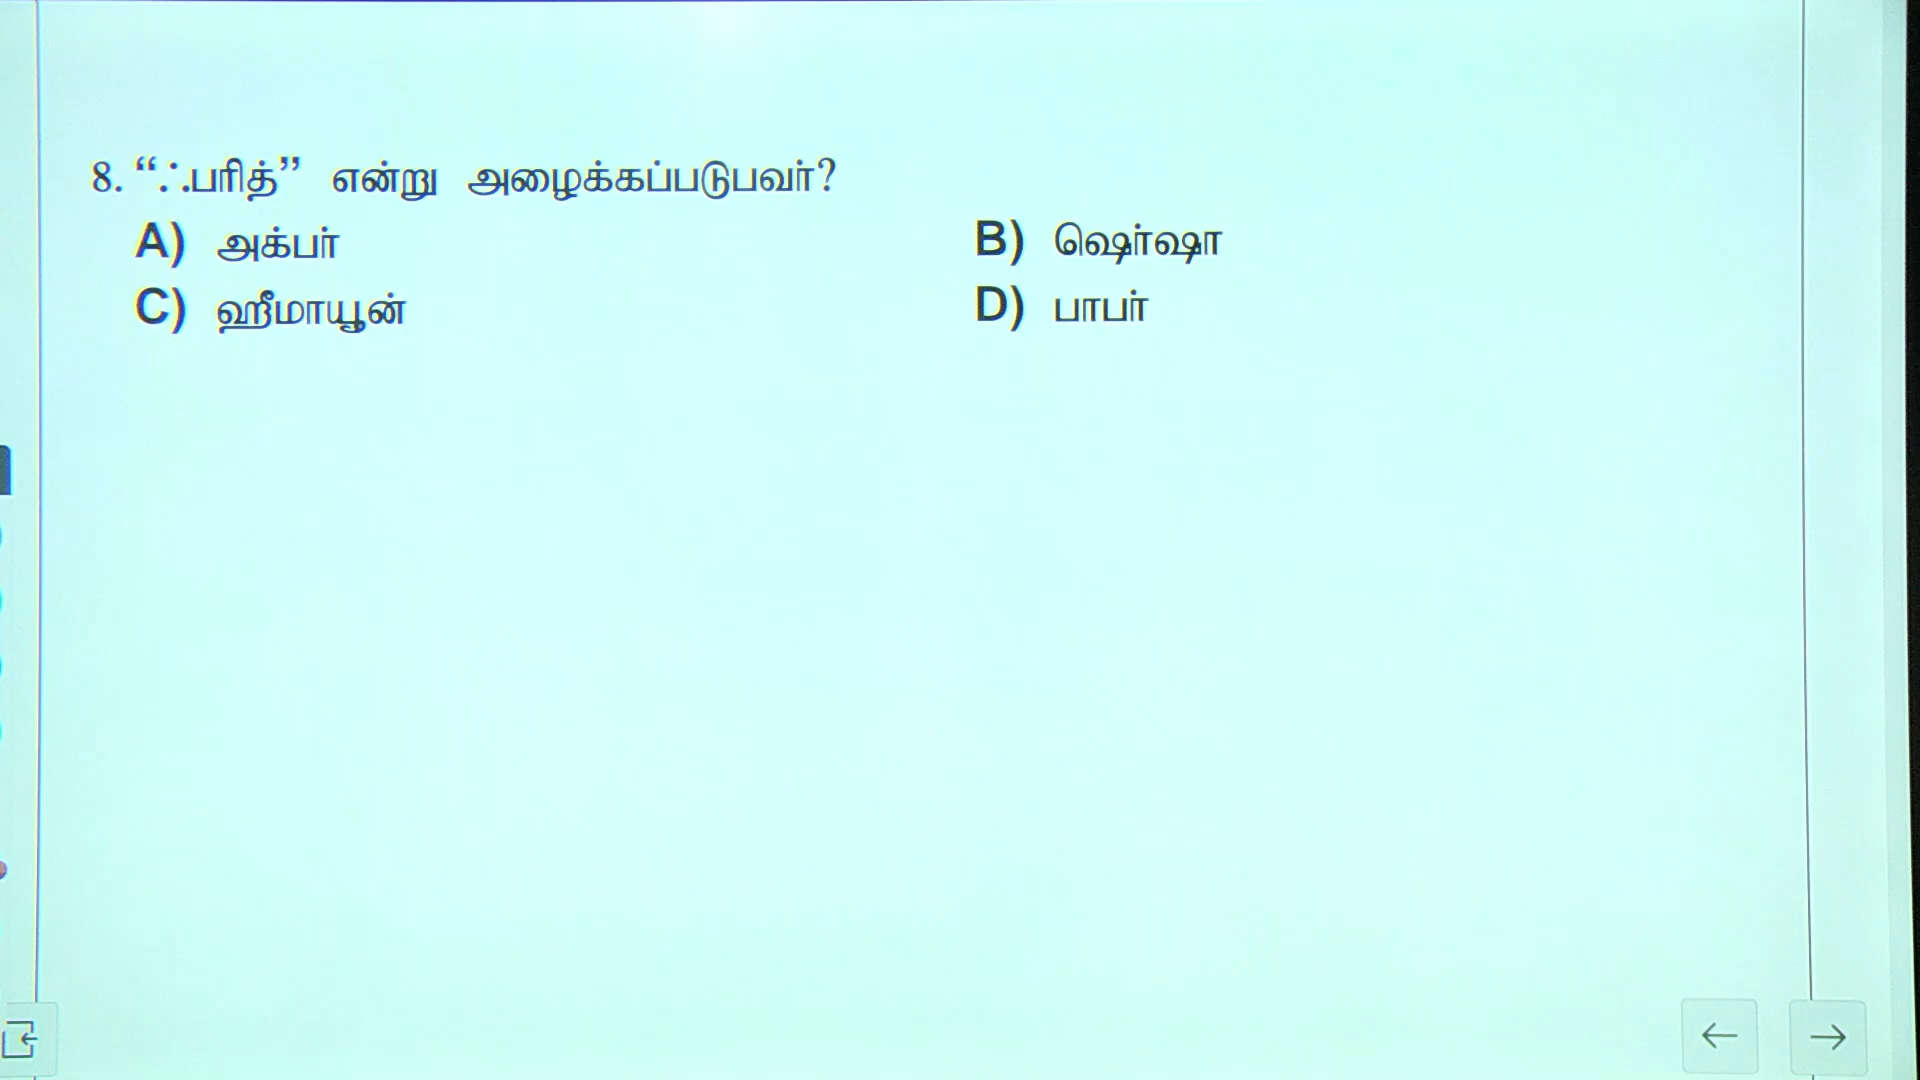 8. “ஃபரித்” என்று அழைக்கப்படுபவர்?
A) அக்பர்
B) ஷெர்ஷா
C) ஹீமாயூன்
D) பாபர்